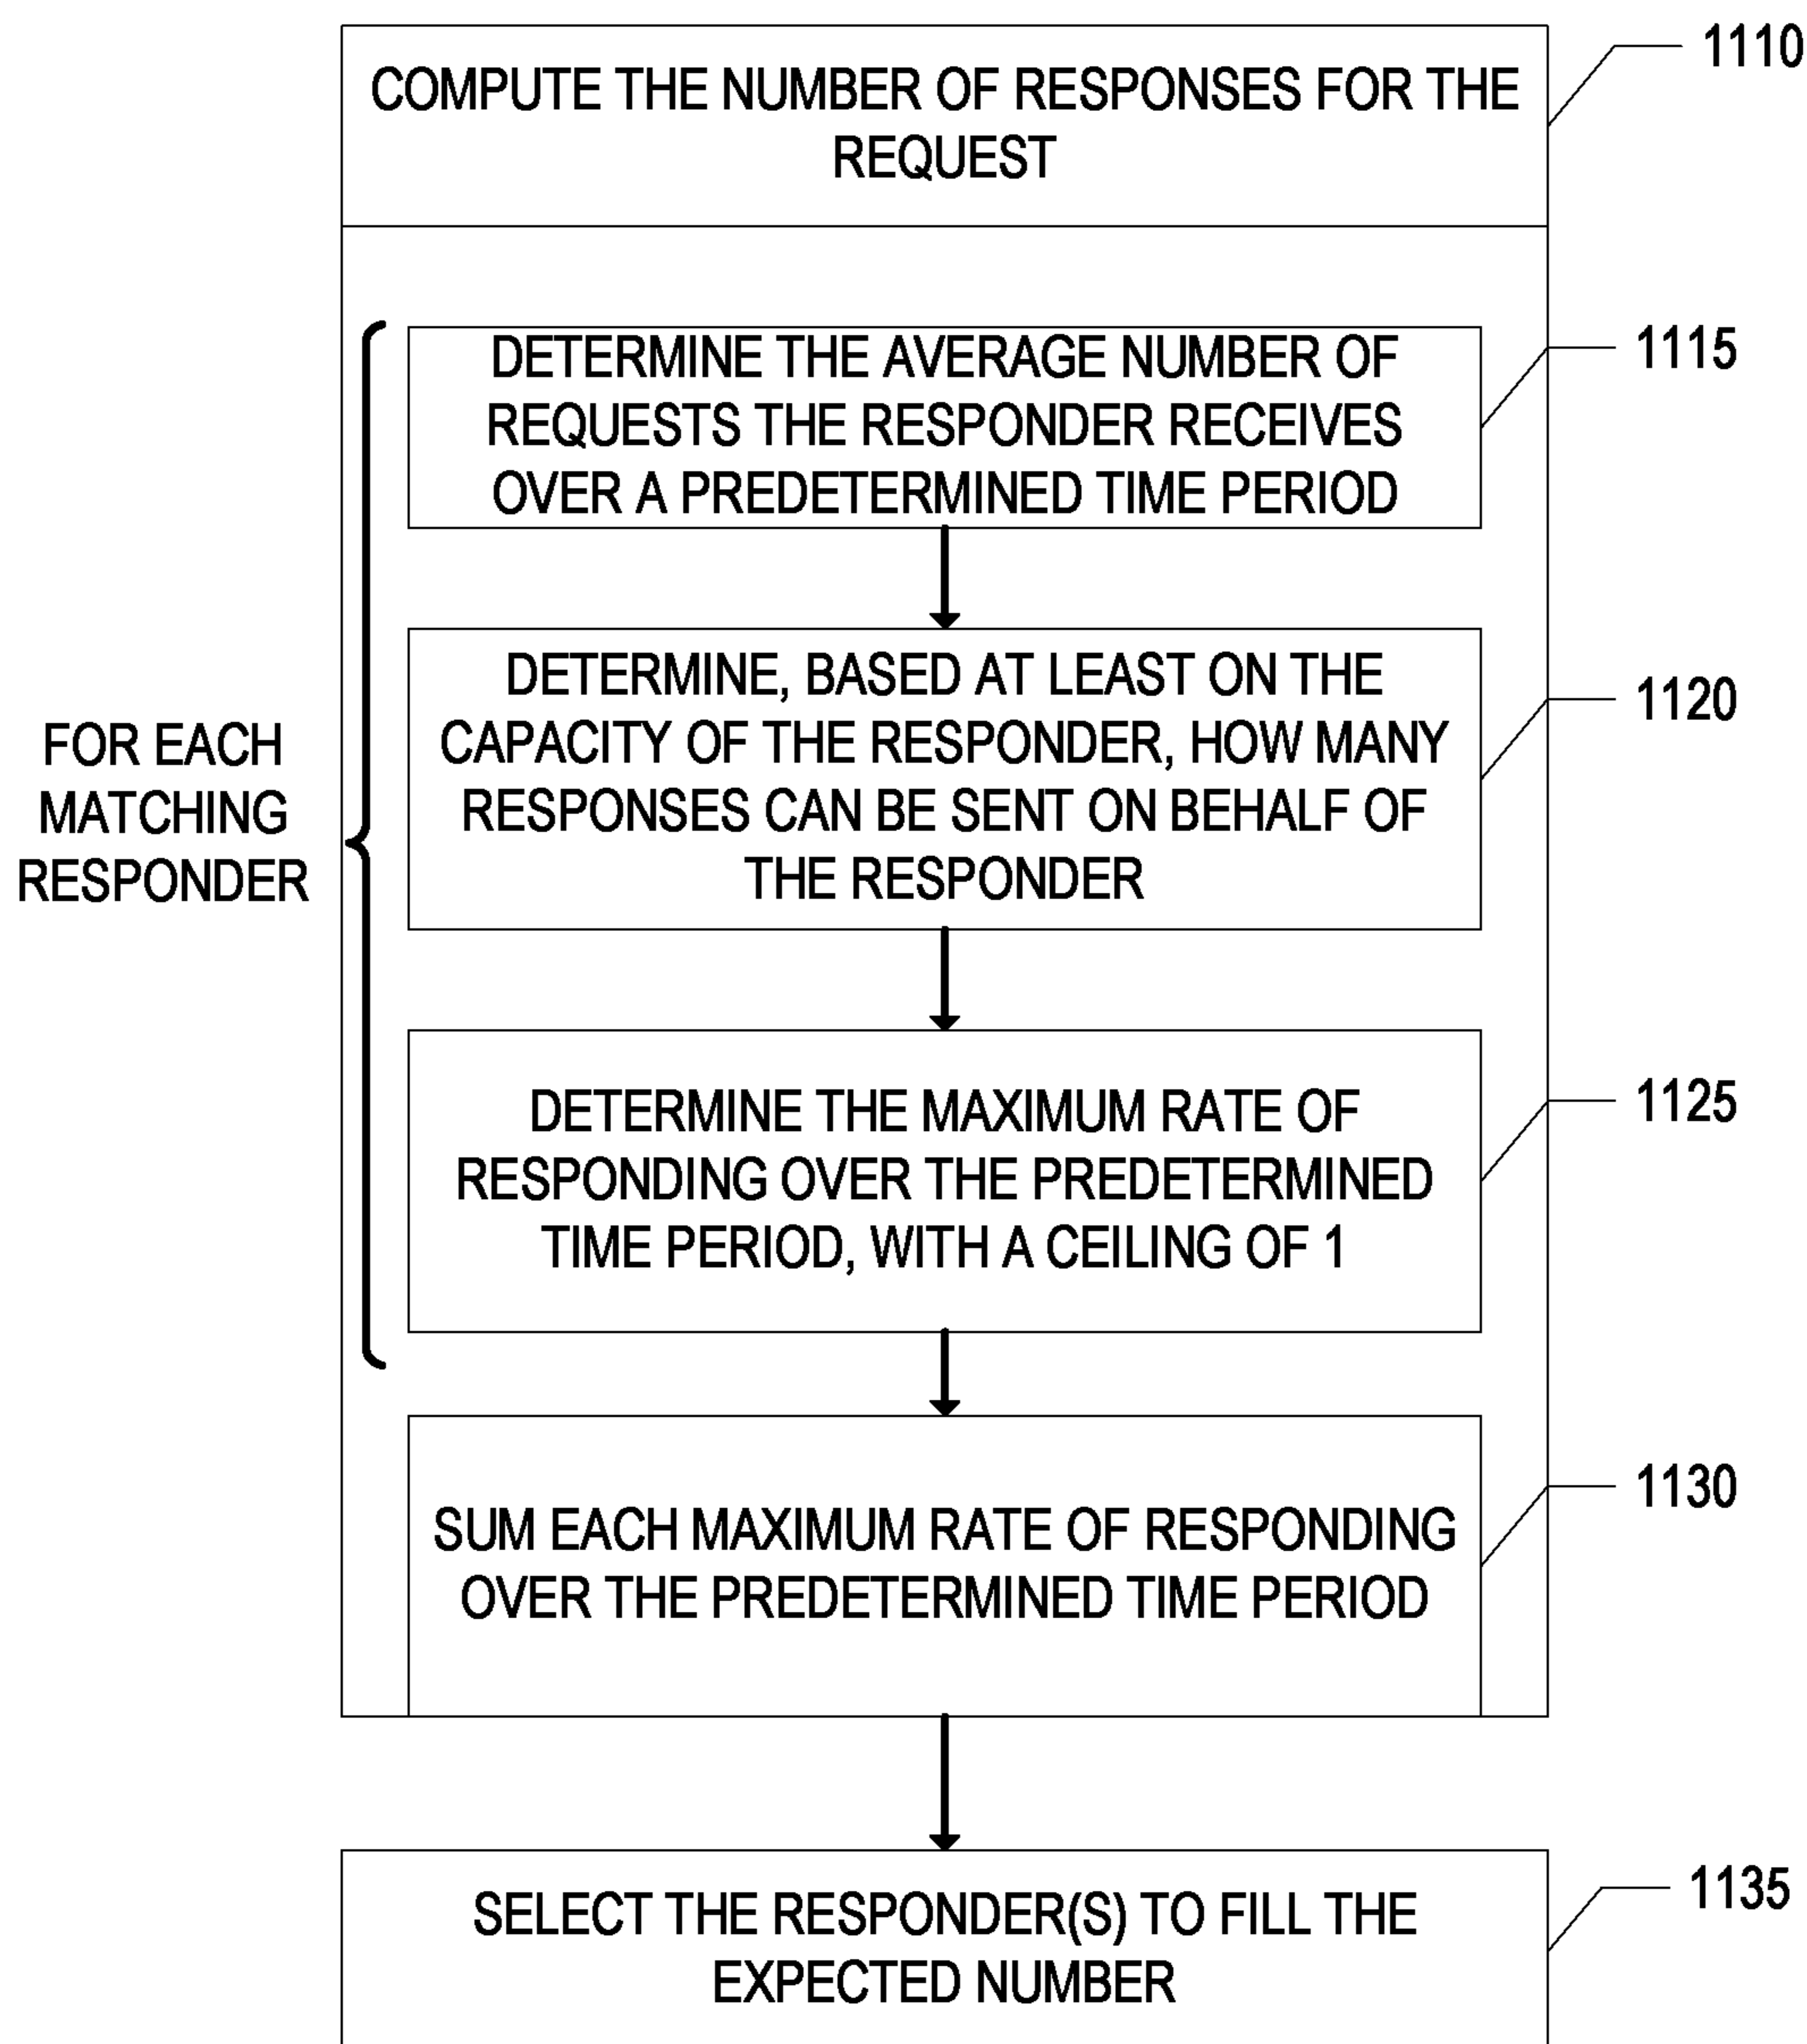 COMPUTE THE NUMBER OF RESPONSES FOR THE
REQUEST
1110
DETERMINE THE AVERAGE NUMBER OF
REQUESTS THE RESPONDER RECEIVES
OVER A PREDETERMINED TIME PERIOD
1115
FOR EACH
MATCHING
RESPONDER
DETERMINE, BASED AT LEAST ON THE
CAPACITY OF THE RESPONDER, HOW MANY
RESPONSES CAN BE SENT ON BEHALF OF
THE RESPONDER
1120
DETERMINE THE MAXIMUM RATE OF
RESPONDING OVER THE PREDETERMINED
TIME PERIOD, WITH A CEILING OF 1
1125
SUM EACH MAXIMUM RATE OF RESPONDING
OVER THE PREDETERMINED TIME PERIOD
1130
SELECT THE RESPONDER(S) TO FILL THE
EXPECTED NUMBER
1135